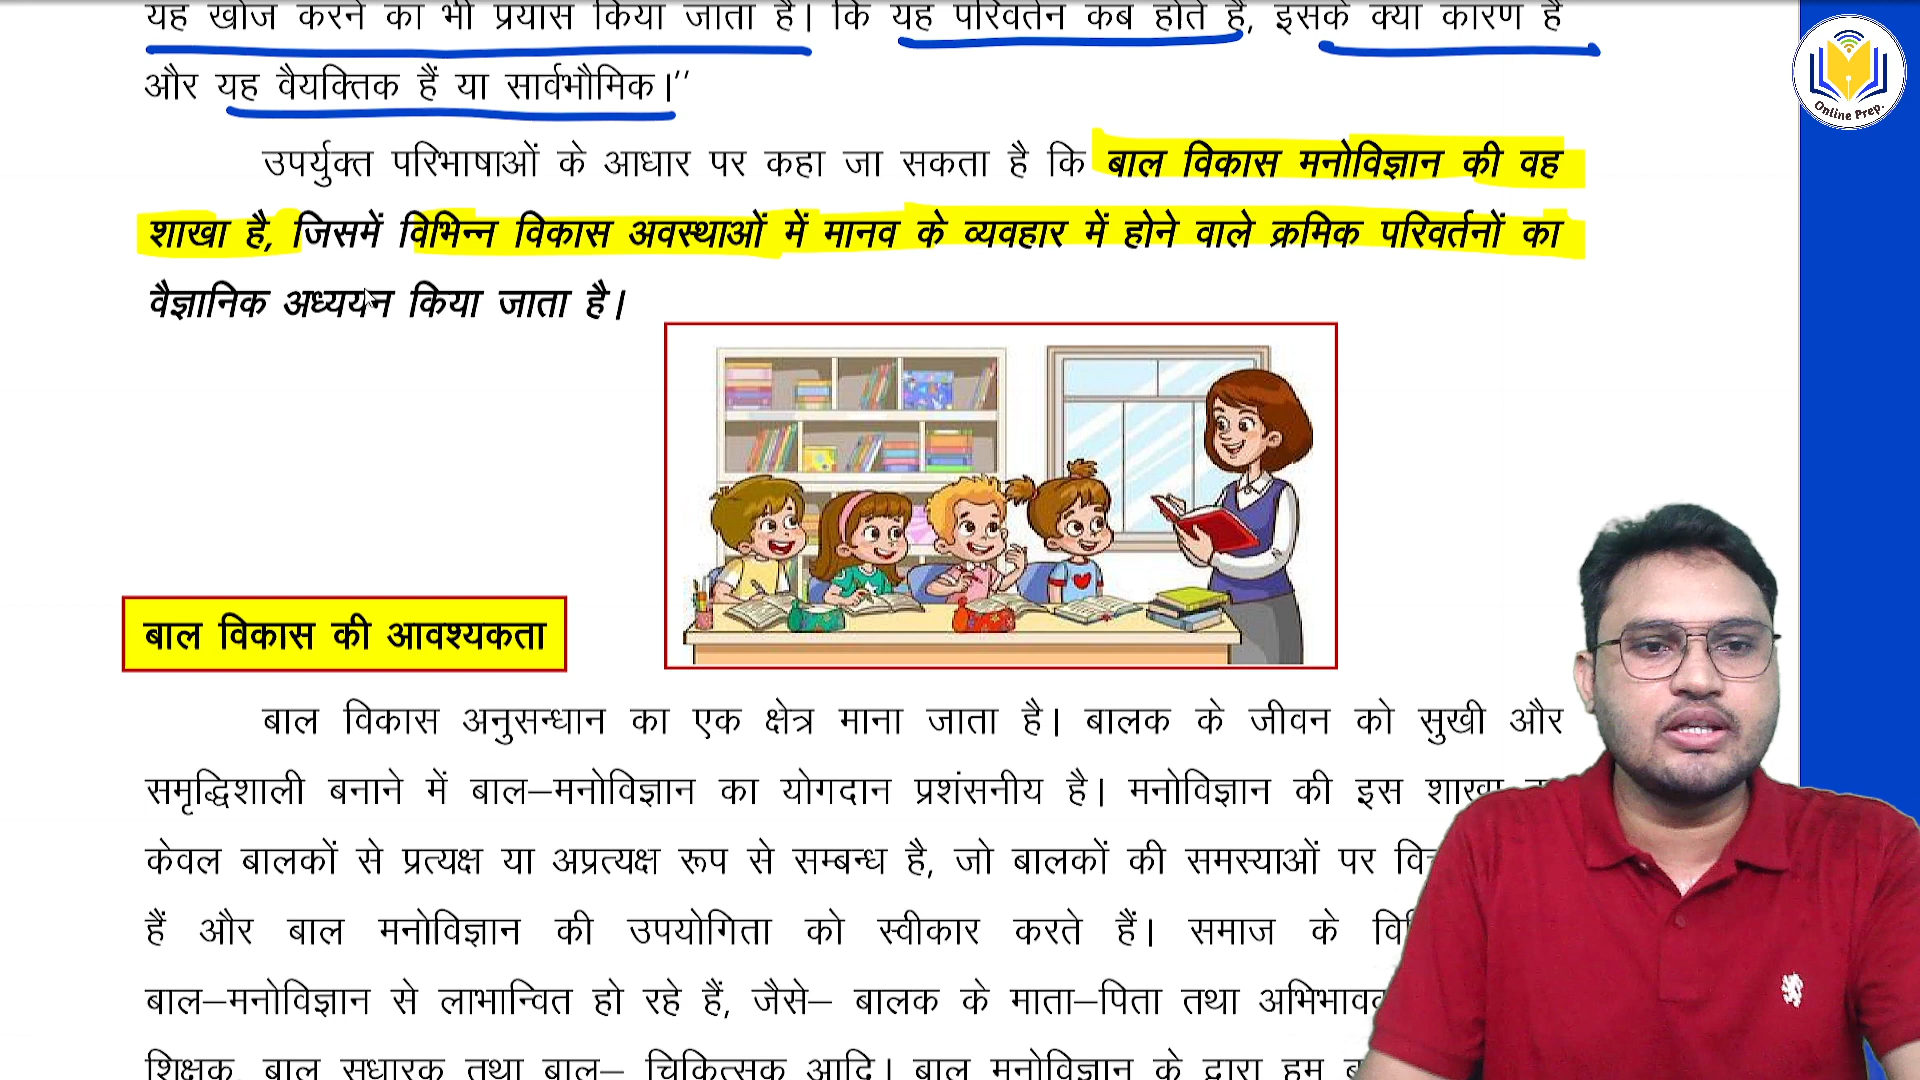 यह खोज करने का भी प्रयास किया जाता है। कि यह परिवर्तन कब होते हैं, इसके क्या कारण हैं
और यह वैयक्तिक हैं या सार्वभौमिक।’’
Online Prep.
उपर्युक्त परिभाषाओं के आधार पर कहा जा सकता है कि बाल विकास मनोविज्ञान की वह
शाखा है, जिसमें विभिन्न विकास अवस्थाओं में मानव के व्यवहार में होने वाले क्रमिक परिवर्तनों का
वैज्ञानिक अध्ययन किया जाता है।
बाल विकास की आवश्यकता
बाल विकास अनुसन्धान का एक क्षेत्र माना जाता है। बालक के जीवन को सुखी और
समृद्धिशाली बनाने में बाल–मनोविज्ञान का योगदान प्रशंसनीय है। मनोविज्ञान की इस शाखा
केवल बालकों से प्रत्यक्ष या अप्रत्यक्ष रूप से सम्बन्ध है, जो बालकों की समस्याओं पर
हैं और बाल मनोविज्ञान की उपयोगिता को स्वीकार करते हैं। समाज के
बाल–मनोविज्ञान से लाभान्वित हो रहे हैं, जैसे– बालक के माता–पिता तथा
शिक्षक, बाल सुधारक तथा बाल– चिकित्सक आदि। बाल मनोविज्ञान के द्वारा हम